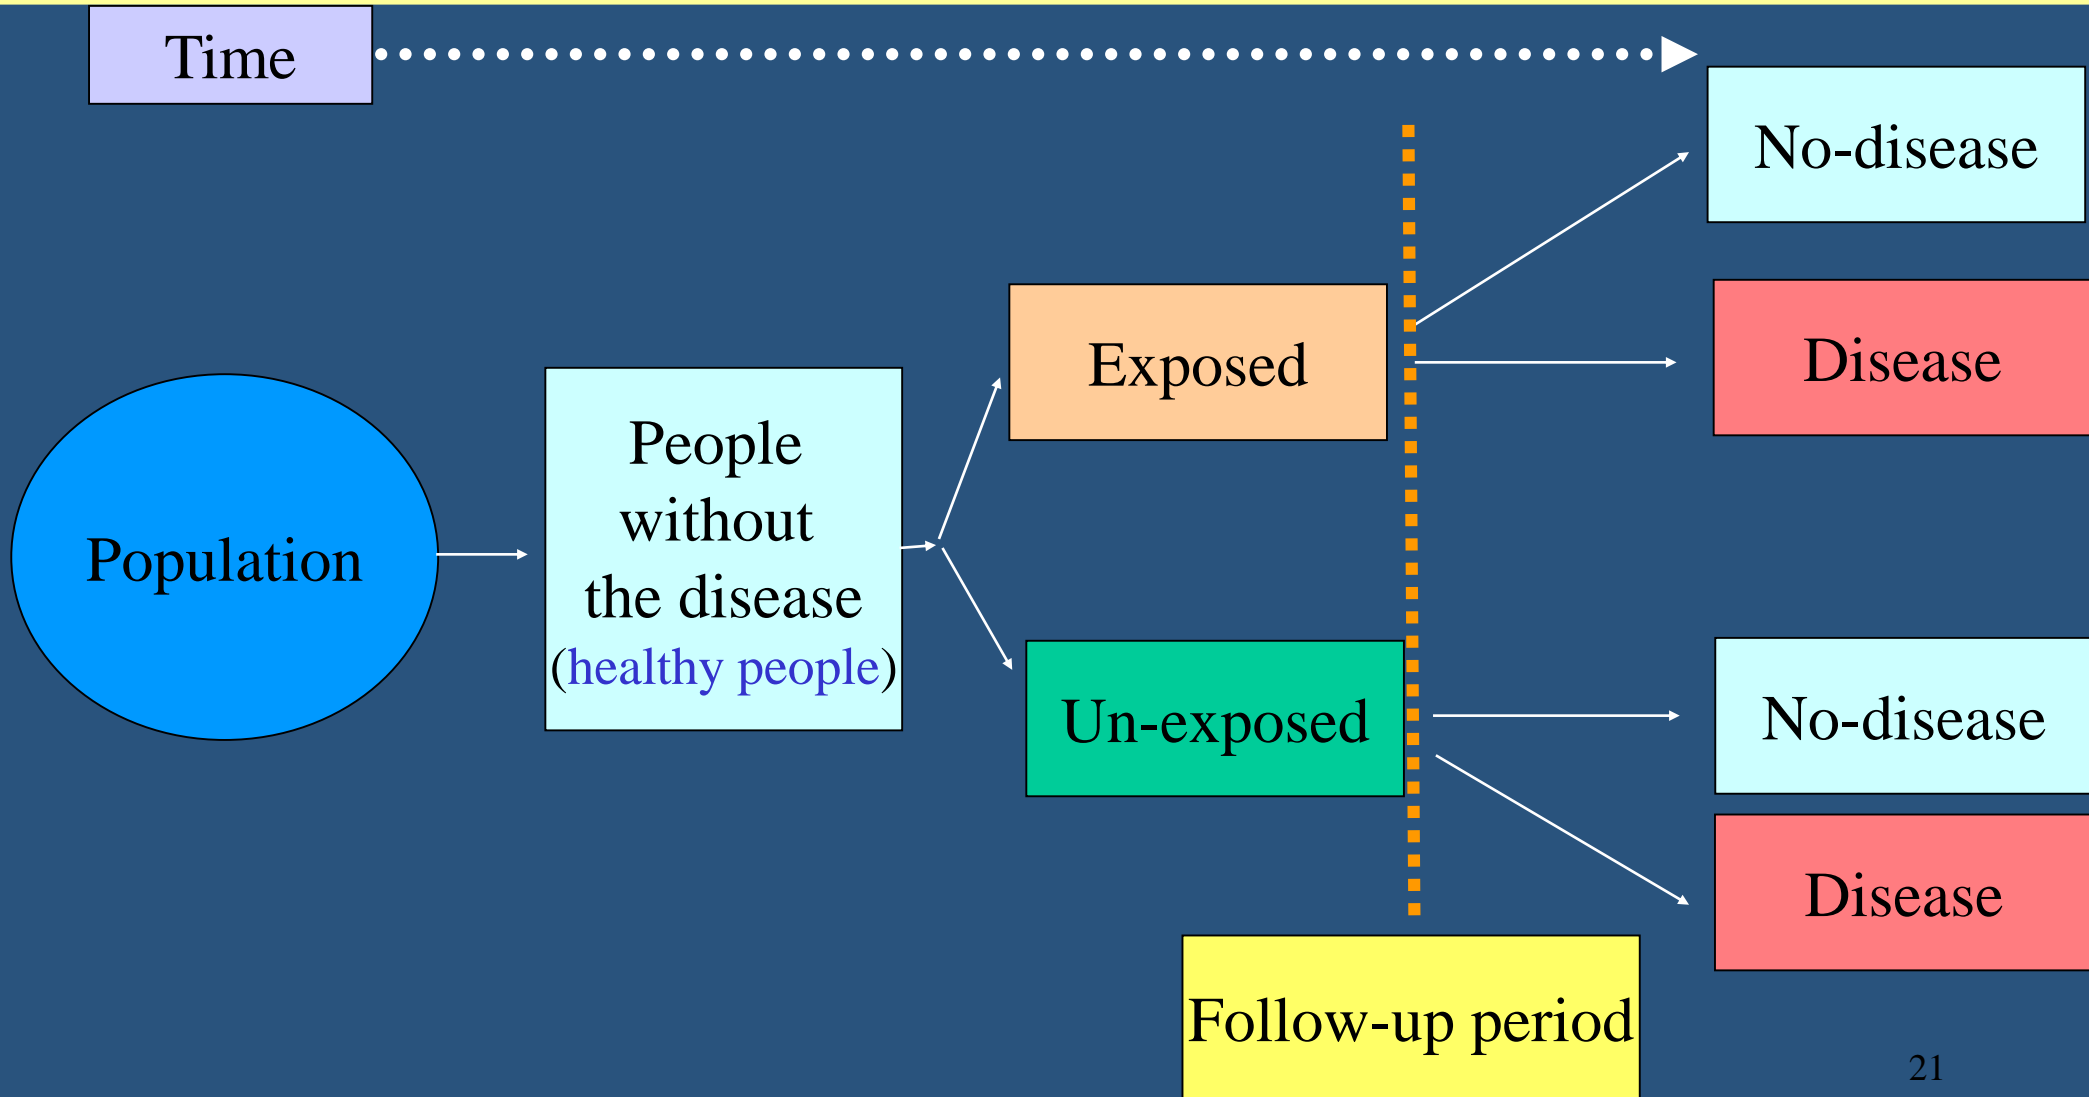 Time
No-disease
Exposed
Disease
Population
People
without
the disease
(healthy people)
Un-exposed
No-disease
Disease
Follow-up period
21